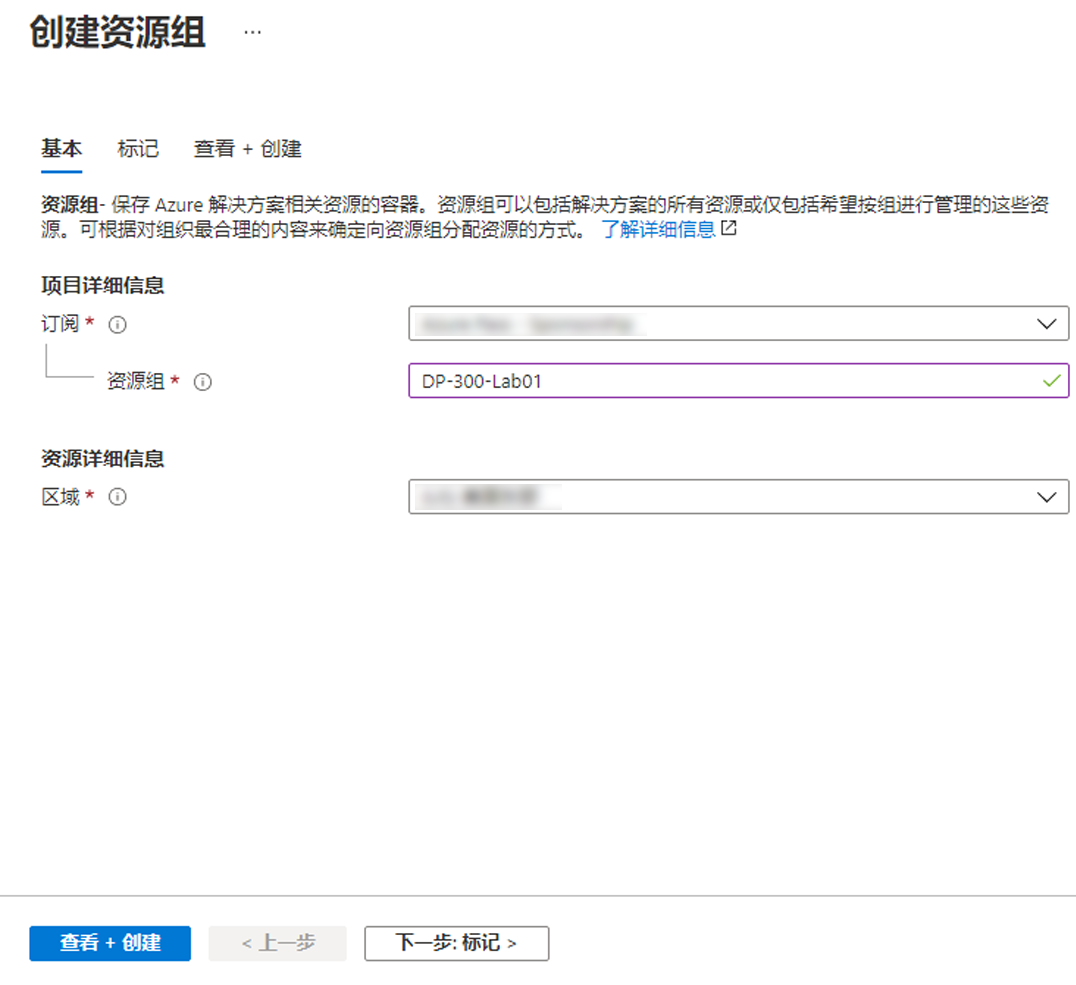 创建资源组 ...
基本 标记 查看 + 创建
资源组- 保存 Azure 解决方案相关资源的容器。资源组可以包括解决方案的所有资源或仅包括希望按组进行管理的这些资
源。可根据对组织最合理的内容来确定向资源组分配资源的方式。 了解详细信息
项目详细信息
订阅 *
资源组 * DP-300-Lab01
资源详细信息
区域 *
查看 + 创建 < 上一步 下一步: 标记 >